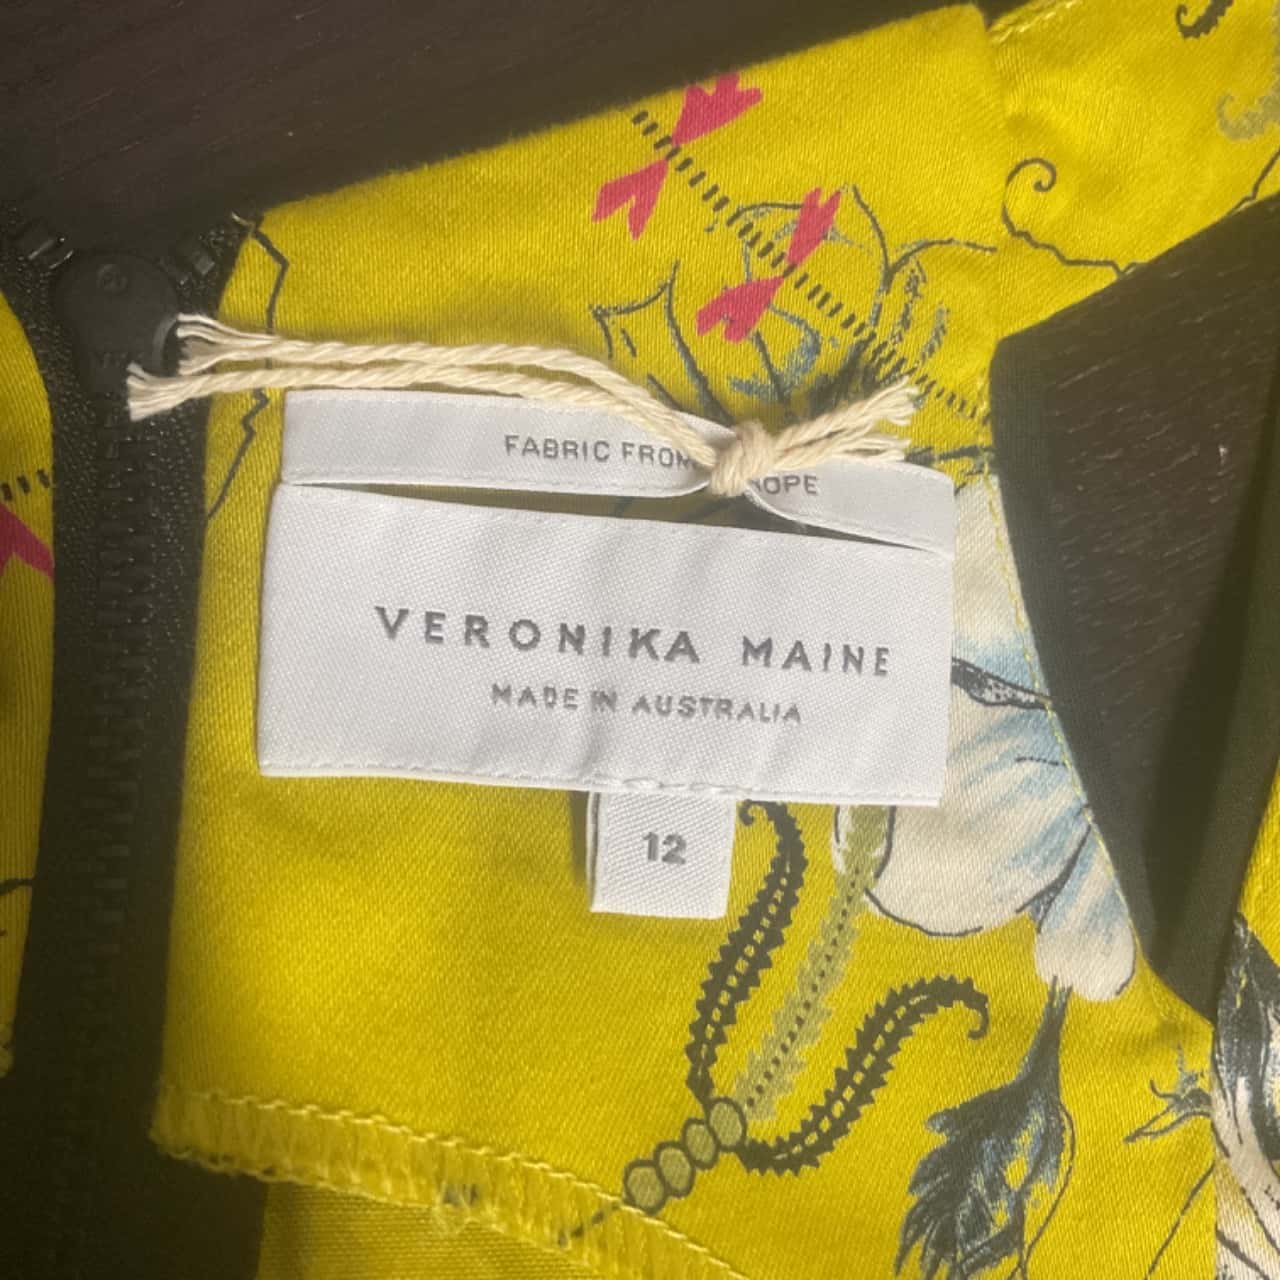 FABRIC FROM
VERONIKA MAINE
MADE IN AUSTRALIA
12